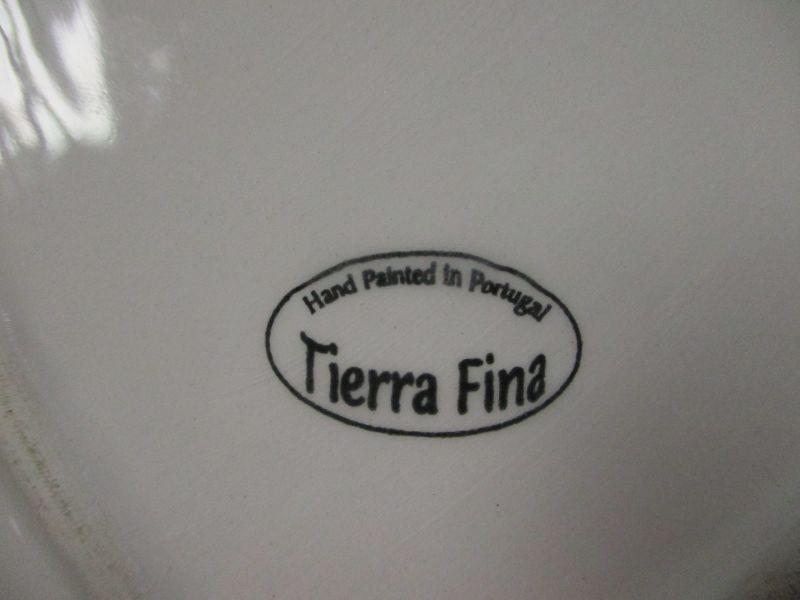 Hand Painted in Portugal
Tierra Fina